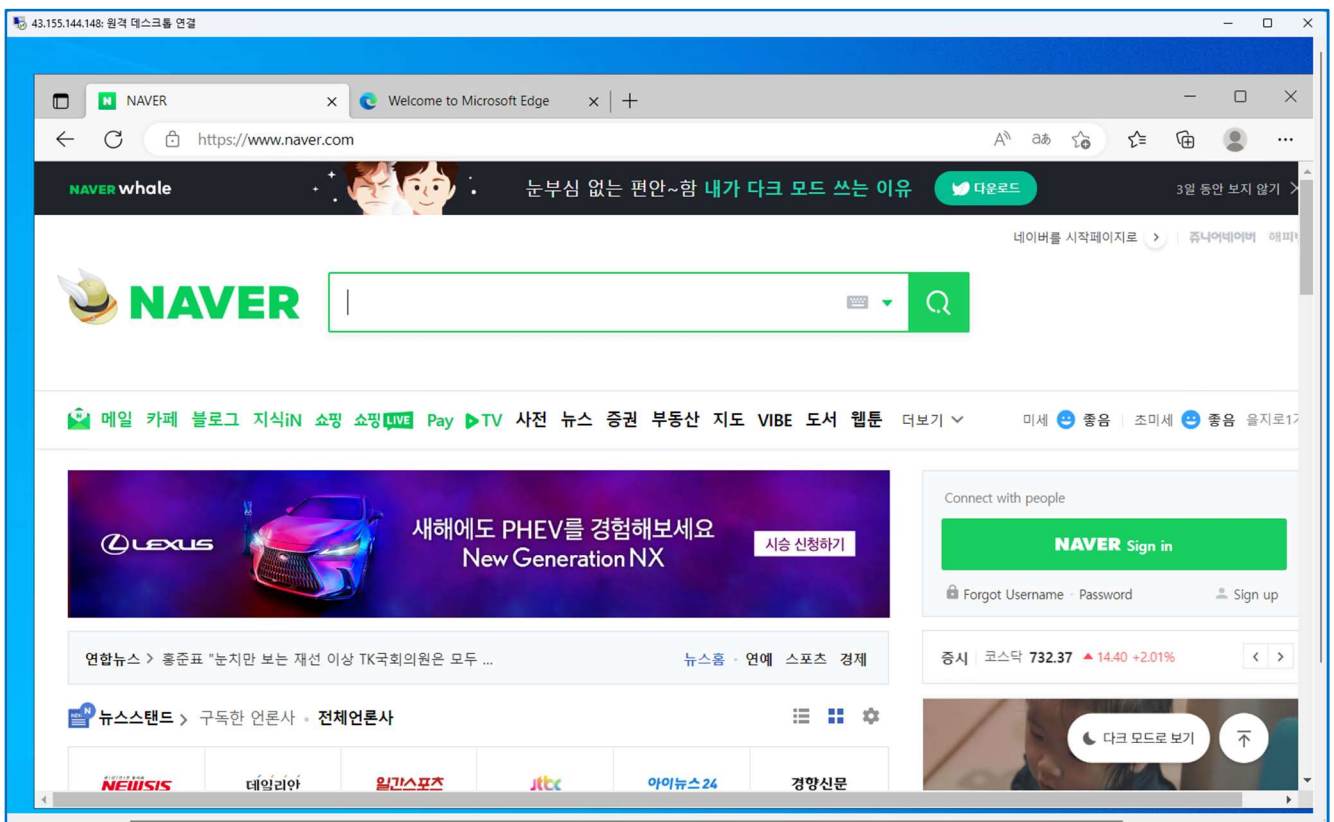 43.155.144.148: 원격 데스크톱 연결
NAVER
Welcome to Microsoft Edge
https://www.naver.com
NAVER whale
눈부심 없는 편안~함 내가 다크 모드 쓰는 이유
다운로드
3일 동안 보지 않기
네이버를 시작페이지로
쥬니어네이버
NAVER
메일 카페 블로그 지식iN 쇼핑 쇼핑LIVE Pay TV 사전 뉴스 증권 부동산 지도 VIBE 도서 웹툰 더보기
미세 좋음 초미세 좋음
LEXUS
새해에도 PHEV를 경험해보세요
New Generation NX
시승 신청하기
Connect with people
NAVER Sign in
Forgot Username · Password
Sign up
연합뉴스 > 홍준표 "눈치만 보는 재선 이상 TK국회의원은 모두 ...
뉴스홈 · 연예 스포츠 경제
증시 코스닥 732.37 ▲ 14.40 +2.01%
뉴스스탠드 > 구독한 언론사 · 전체언론사
다크 모드로 보기
NEWSIS
데일리안
일간스포츠
jtbc
아이뉴스24
경향신문